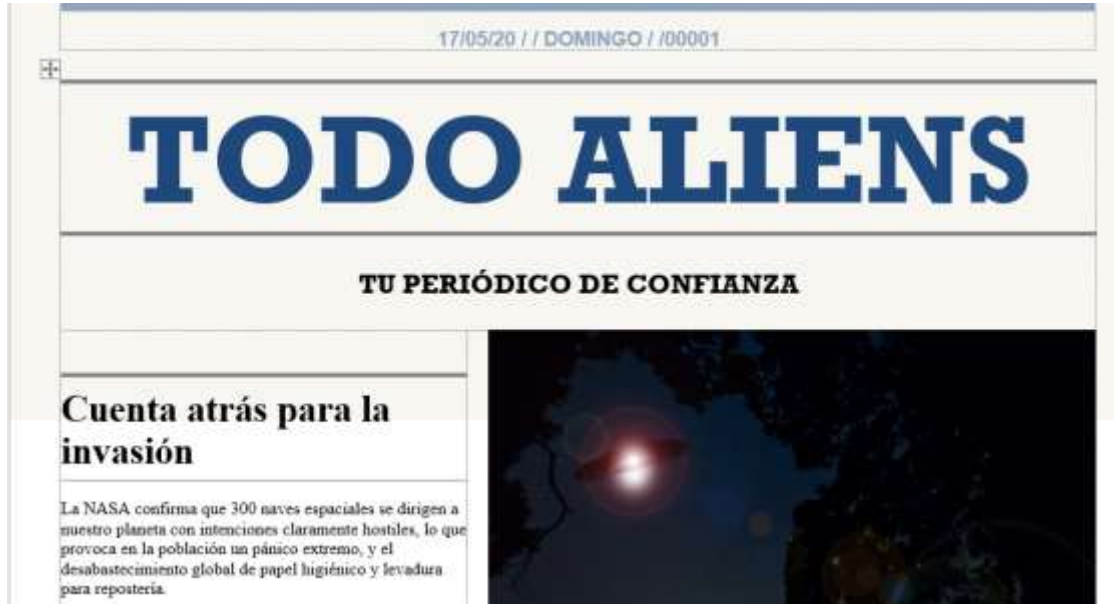 17/05/20 / / DOMINGO / /00001
TODO ALIENS
TU PERIÓDICO DE CONFIANZA
Cuenta atrás para la
invasión
La NASA confirma que 300 naves espaciales se dirigen a
nuestro planeta con intenciones claramente hostiles, lo que
provoca en la población un pánico extremo, y el
desabastecimiento global de papel higiénico y levadura
para repostería.